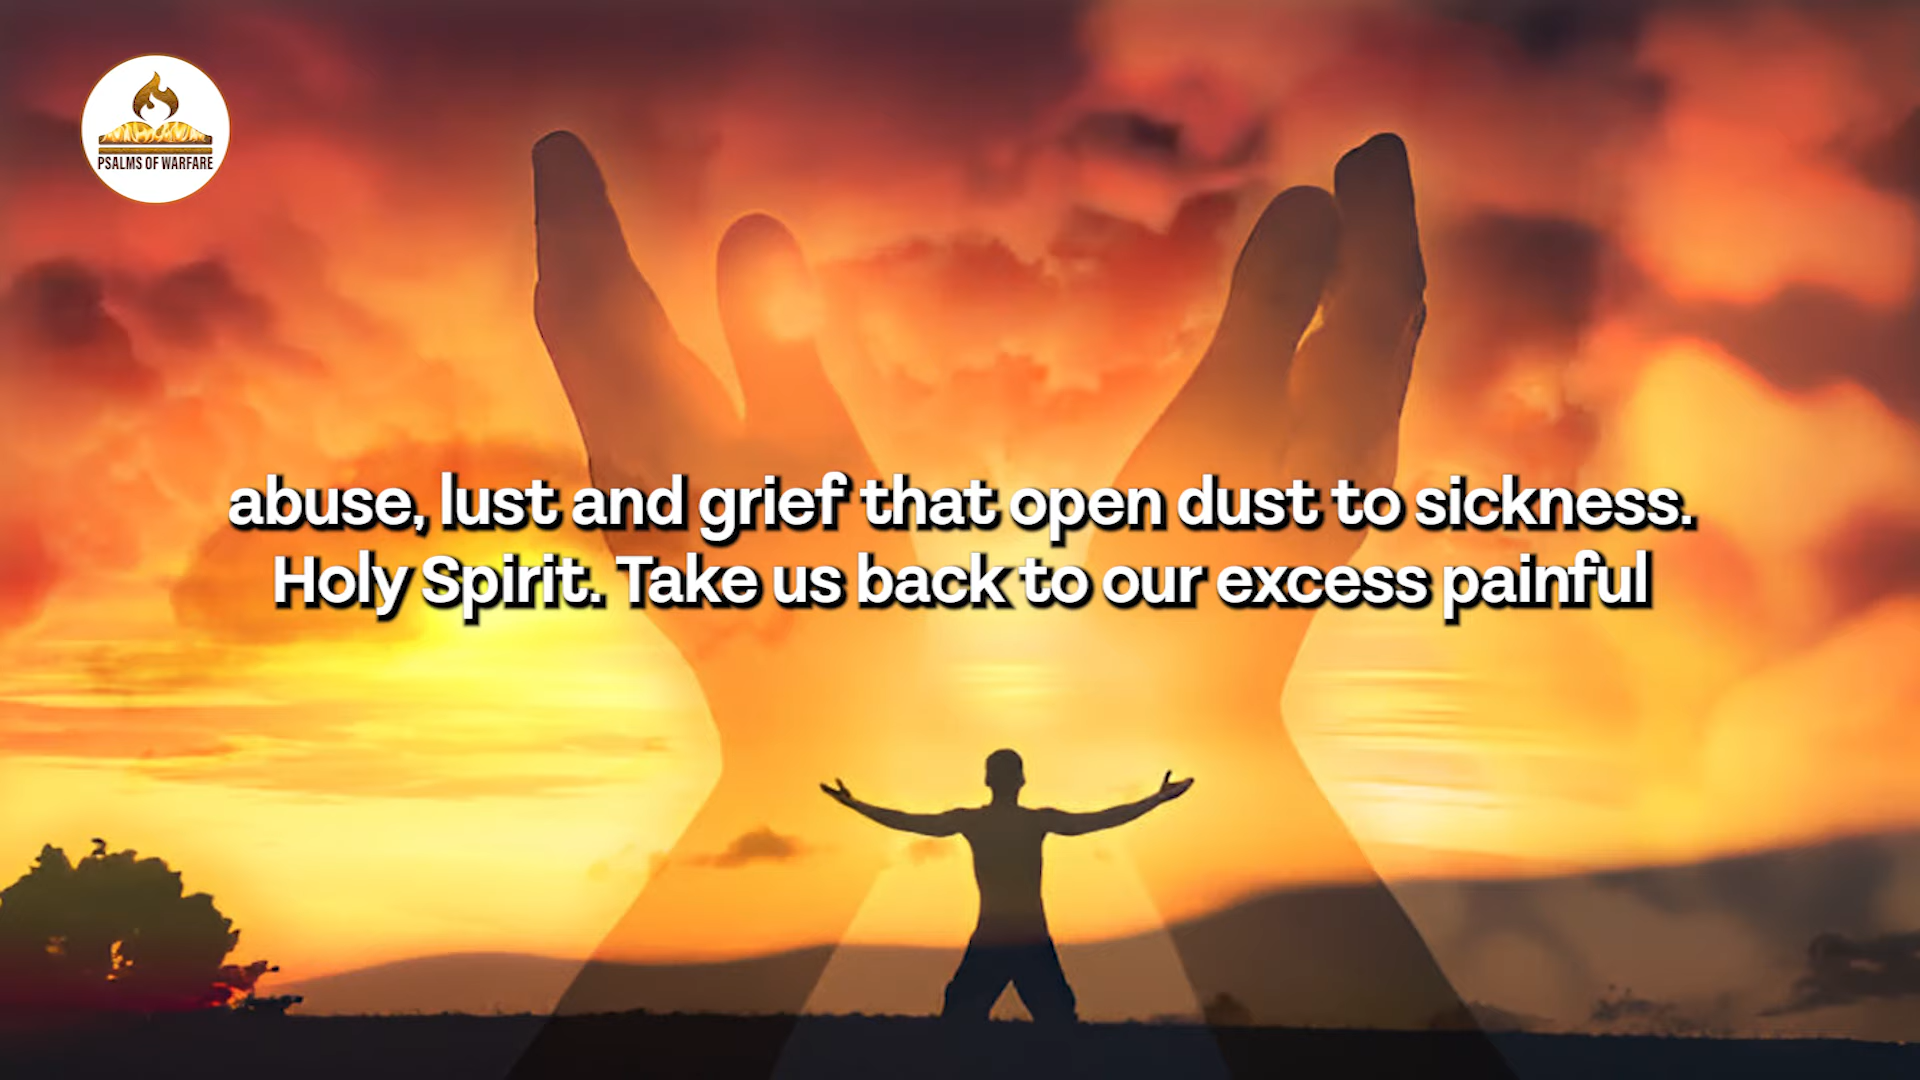 PSALMS OF WARFARE
abuse, lust and grief that open dust to sickness.
Holy Spirit. Take us back to our excess painful